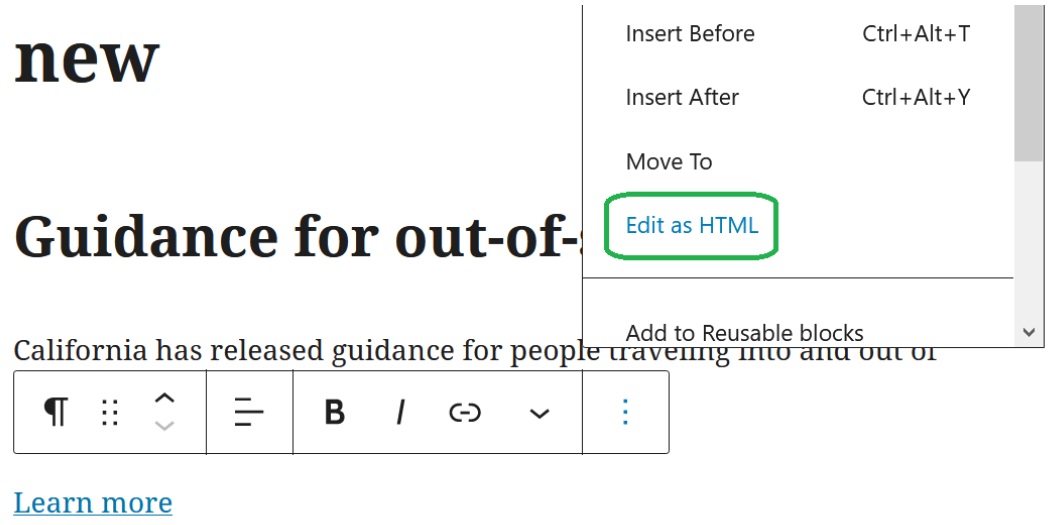 new
Insert Before Ctrl+Alt+T
Insert After Ctrl+Alt+Y
Move To
Edit as HTML
Guidance for out-of-
Add to Reusable blocks
California has released guidance for people traveling into and out of
B I
Learn more